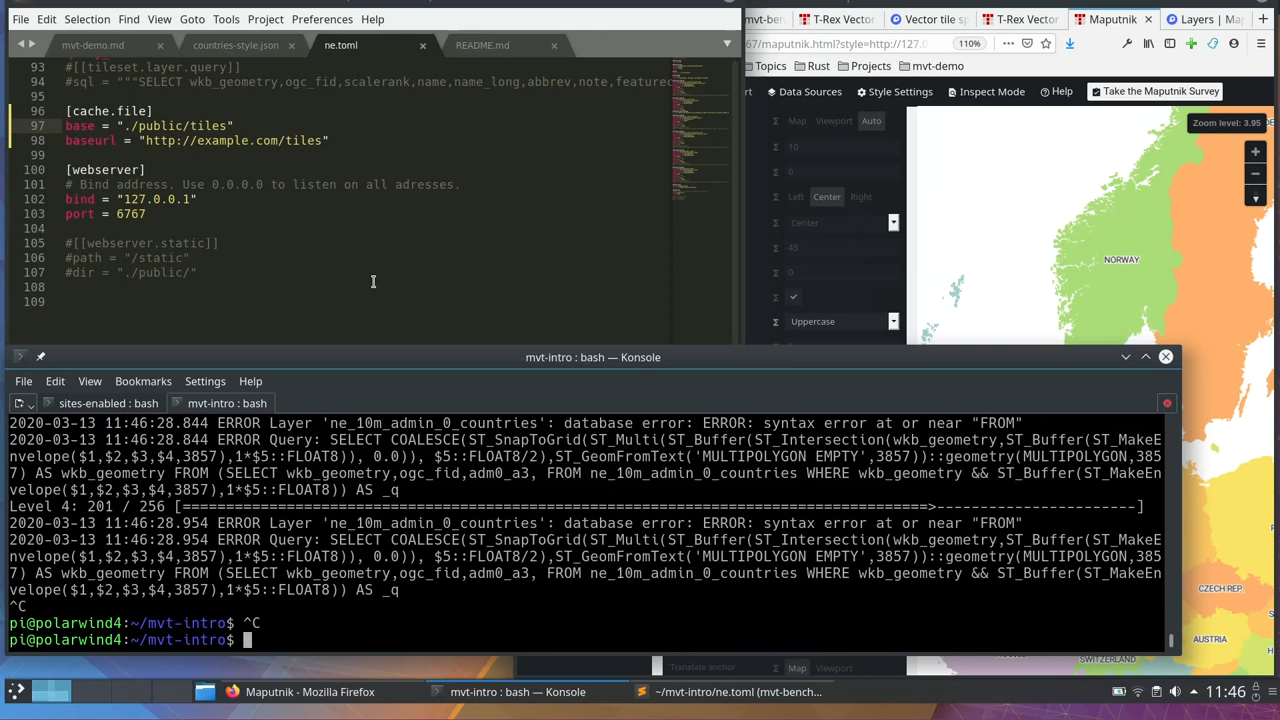 File Edit Selection Find View Goto Tools Project Preferences Help
mvt-demo.md countries-style.json ne.toml README.md
93 #[[tileset.layer.query]]
94 #sql = """SELECT wkb_geometry,ogc_fid,scalerank,name,name_long,abbrev,note,featurec
95
96 [cache.file]
97 base = "./public/tiles"
98 baseurl = "http://example.com/tiles"
99
100 [webserver]
101 # Bind address. Use 0.0.0.0 to listen on all adresses.
102 bind = "127.0.0.1"
103 port = 6767
104
105 #[[webserver.static]]
106 #path = "/static"
107 #dir = "./public/"
108
109
mvt-ben T-Rex Vector Vector tile s T-Rex Vector Maputnik Layers | Ma
67/maputnik.html?style=http://127.0 110%
Topics Rust Projects mvt-demo
rt Data Sources Style Settings Inspect Mode Help Take the Maputnik Survey
Map Viewport Auto
10
0
Left Center Right
Center
45
0
Uppercase
Zoom level: 3.95
NORWAY
mvt-intro : bash — Konsole
File Edit View Bookmarks Settings Help
sites-enabled : bash mvt-intro : bash
2020-03-13 11:46:28.844 ERROR Layer 'ne_10m_admin_0_countries': database error: ERROR: syntax error at or near "FROM"
2020-03-13 11:46:28.844 ERROR Query: SELECT COALESCE(ST_SnapToGrid(ST_Multi(ST_Buffer(ST_Intersection(wkb_geometry,ST_Buffer(ST_MakeE
nvelope($1,$2,$3,$4,3857),1*$5::FLOAT8)), 0.0)), $5::FLOAT8/2),ST_GeomFromText('MULTIPOLYGON EMPTY',3857))::geometry(MULTIPOLYGON,385
7) AS wkb_geometry FROM (SELECT wkb_geometry,ogc_fid,adm0_a3, FROM ne_10m_admin_0_countries WHERE wkb_geometry && ST_Buffer(ST_MakeEn
velope($1,$2,$3,$4,3857),1*$5::FLOAT8)) AS _q
Level 4: 201 / 256 [==========================================================================================>-----------------------]
2020-03-13 11:46:28.954 ERROR Layer 'ne_10m_admin_0_countries': database error: ERROR: syntax error at or near "FROM"
2020-03-13 11:46:28.954 ERROR Query: SELECT COALESCE(ST_SnapToGrid(ST_Multi(ST_Buffer(ST_Intersection(wkb_geometry,ST_Buffer(ST_MakeE
nvelope($1,$2,$3,$4,3857),1*$5::FLOAT8)), 0.0)), $5::FLOAT8/2),ST_GeomFromText('MULTIPOLYGON EMPTY',3857))::geometry(MULTIPOLYGON,385
7) AS wkb_geometry FROM (SELECT wkb_geometry,ogc_fid,adm0_a3, FROM ne_10m_admin_0_countries WHERE wkb_geometry && ST_Buffer(ST_MakeEn
velope($1,$2,$3,$4,3857),1*$5::FLOAT8)) AS _q
^C
pi@polarwind4:~/mvt-intro$ ^C
pi@polarwind4:~/mvt-intro$
CZECH REP.
AUSTRIA
SWITZERLAND
Translate anchor Map Viewport
Maputnik - Mozilla Firefox mvt-intro : bash — Konsole ~/mvt-intro/ne.toml (mvt-bench... 11:46